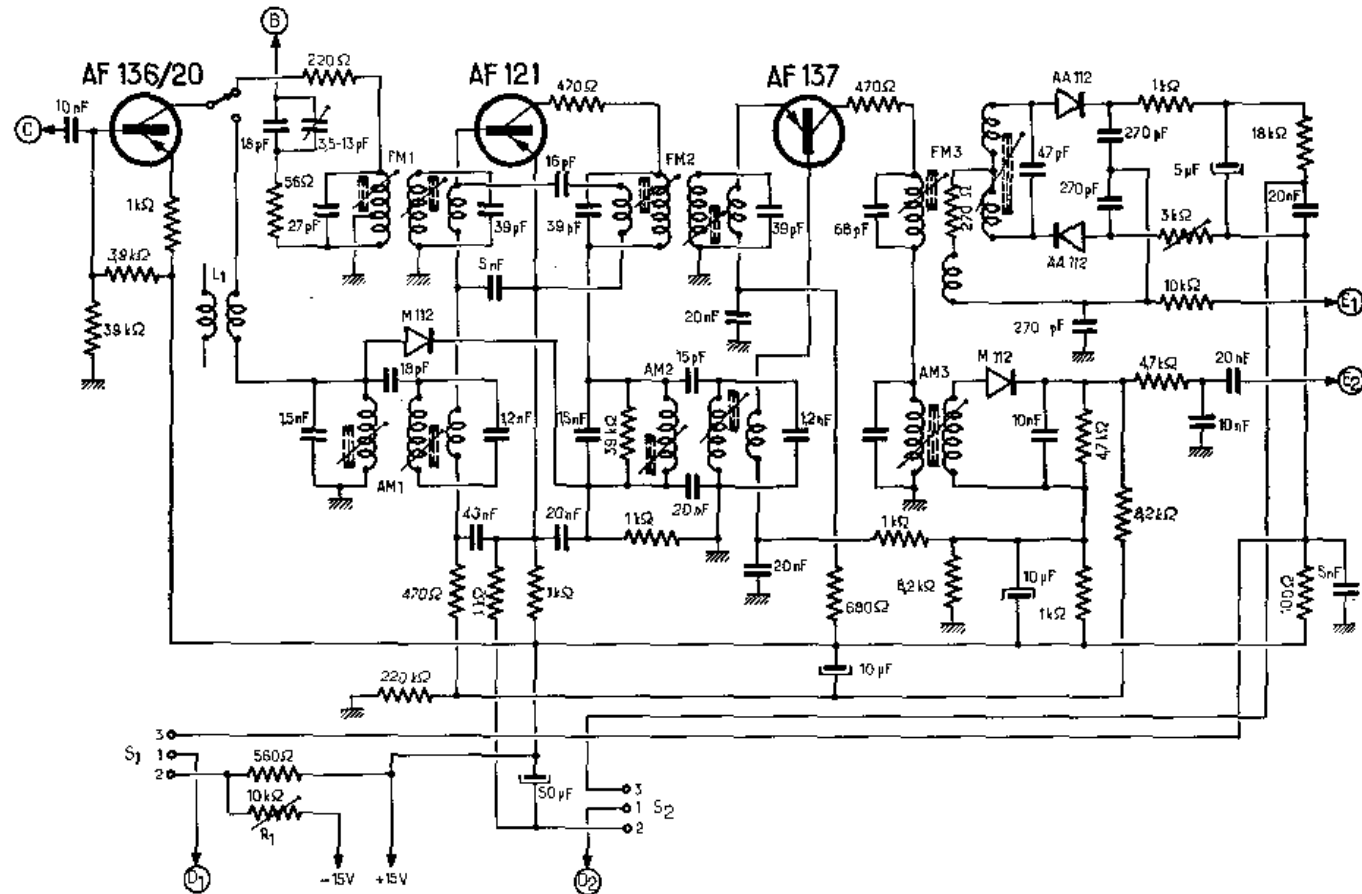 B
AF 136/20
220Ω
AF 121
470Ω
AF 137
470Ω
AA 112
1kΩ
10nF
C
18pF
3,5-13pF
270 pF
18kΩ
16pF
47pF
5µF
FM1
FM2
FM3
56Ω
270Ω
270pF
20nF
1kΩ
27pF
39pF
39pF
39pF
68pF
3kΩ
AA 112
3,9kΩ
5nF
L1
10kΩ
E1
39kΩ
M 112
20nF
270 pF
18pF
AM2
15pF
AM3
M 112
4,7kΩ
20nF
E2
1,5nF
1,2nF
1,5nF
39kΩ
1,2nF
10nF
4,7kΩ
10nF
AM1
20nF
43nF
20nF
1kΩ
1kΩ
8,2kΩ
20nF
470Ω
1kΩ
1kΩ
680Ω
8,2kΩ
10µF
1kΩ
100Ω
5nF
220kΩ
10µF
3
S1
1
560Ω
2
10kΩ
50µF
3
1
S2
R1
2
D1
-15V
+15V
D2